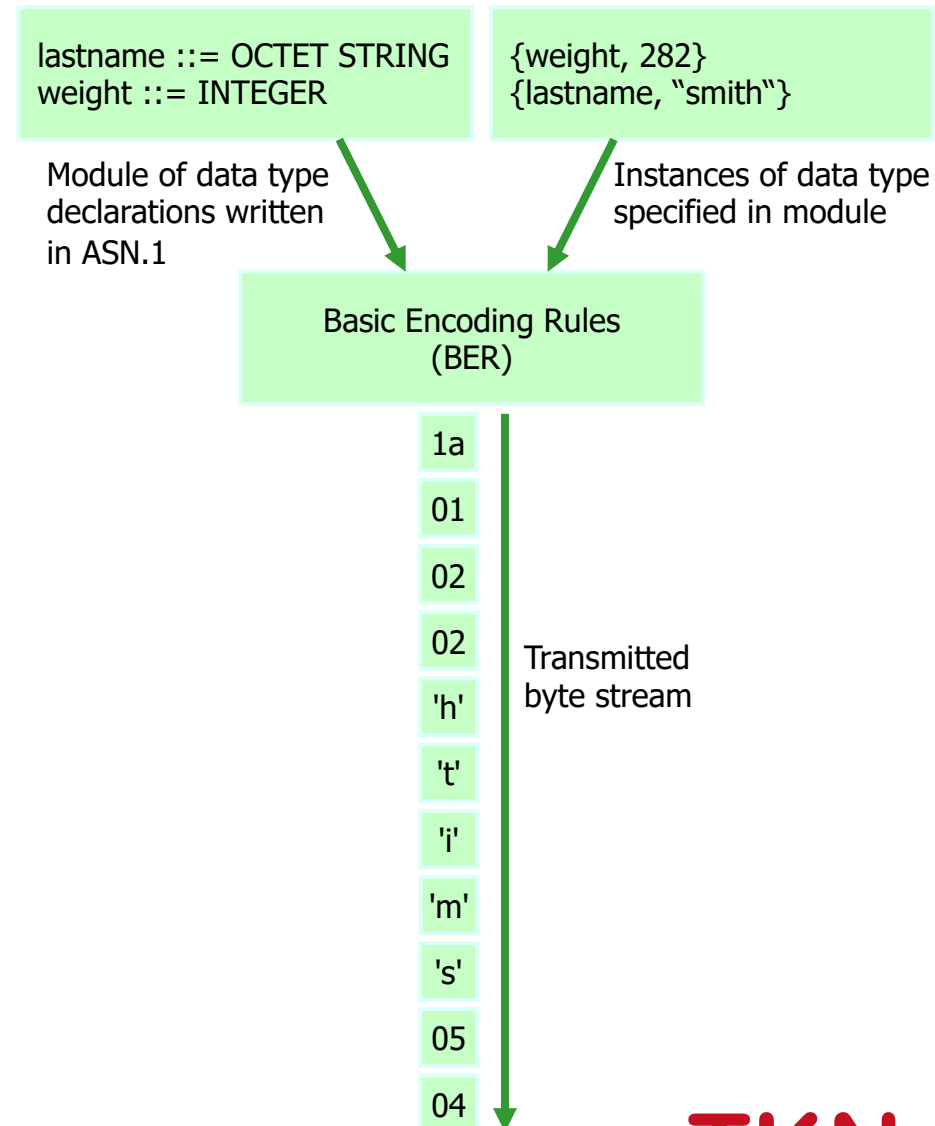 lastname ::= OCTET STRING
weight ::= INTEGER
{weight, 282}
{lastname, “smith“}
Module of data type
declarations written
in ASN.1
Instances of data type
specified in module
Basic Encoding Rules
(BER)
1a
01
02
02
'h'
't'
'i'
'm'
's'
05
04
Transmitted
byte stream
TKN